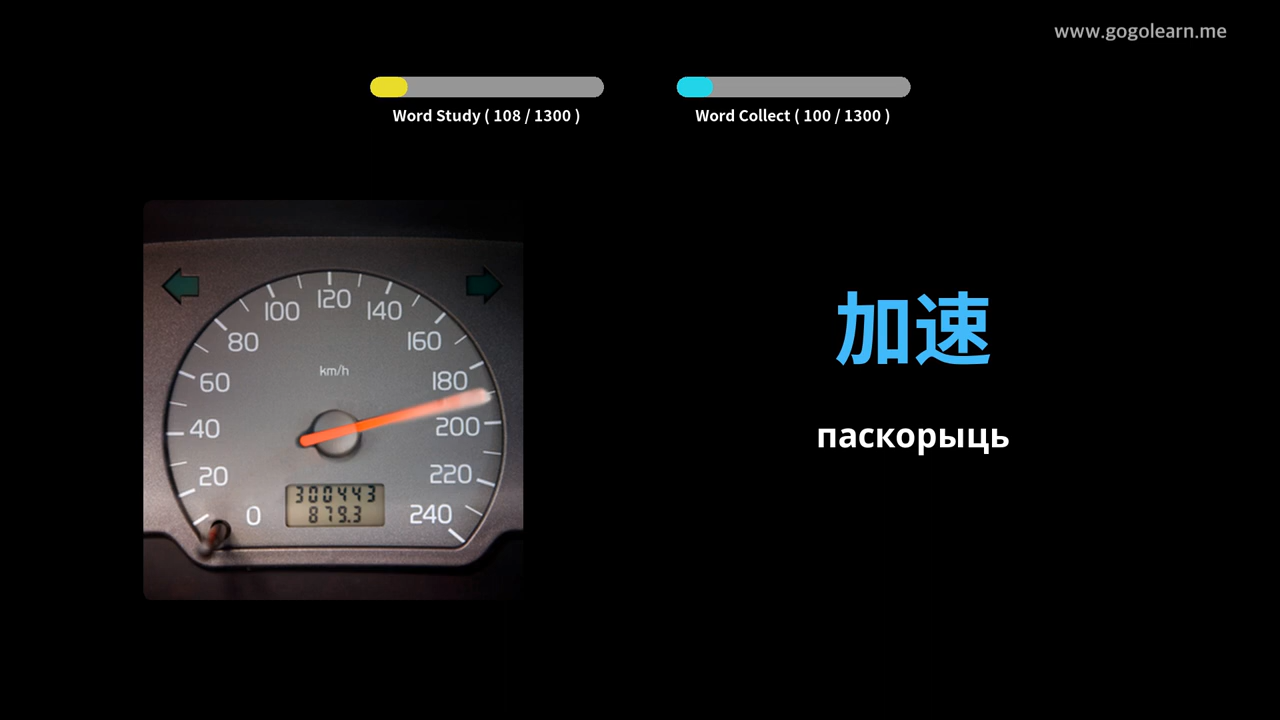 www.gogolearn.me
Word Study ( 108 / 1300 )
Word Collect ( 100 / 1300 )
加速
паскорыць
120
100
140
80
160
km/h
60
180
40
200
20
220
0
240
300443
879.3